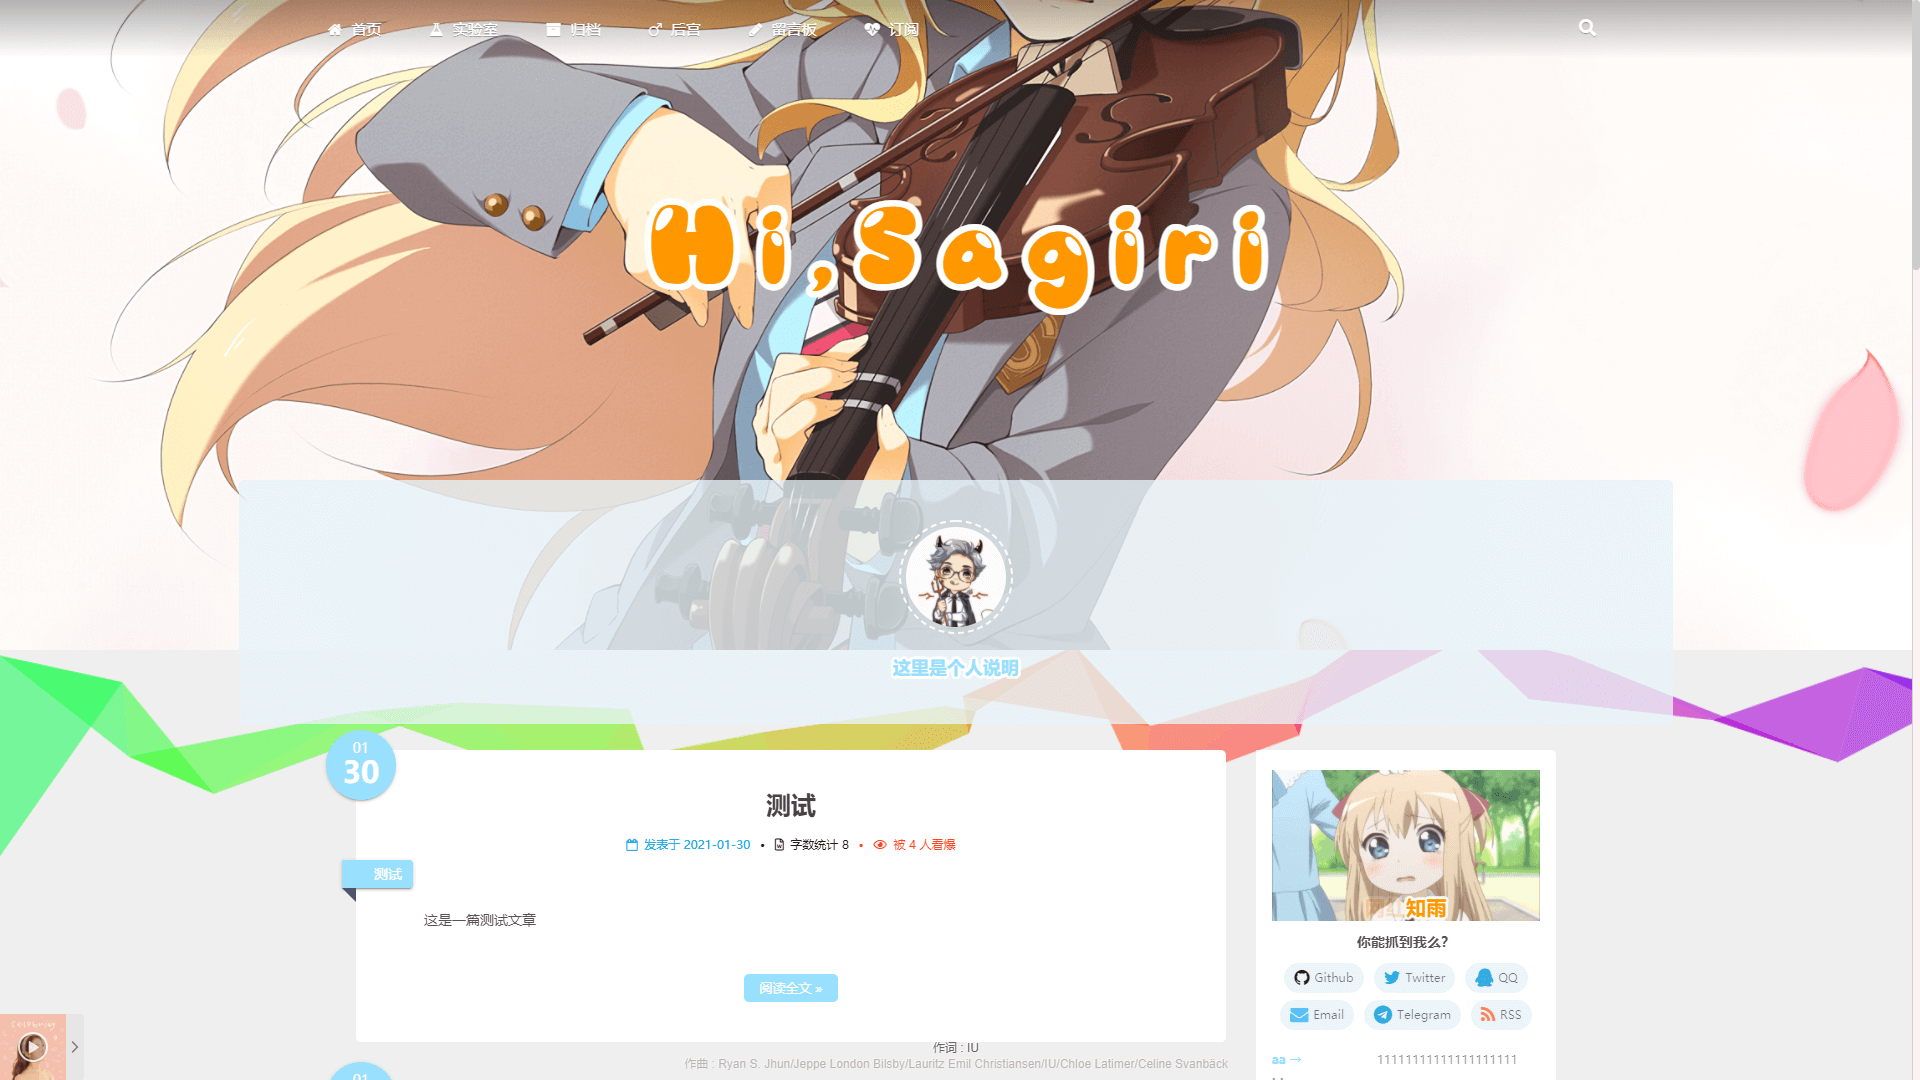 首页 实验室 归档 后宫 留言板 订阅
Hi,Sagiri
这里是个人说明
01
30
测试
发表于 2021-01-30 • 字数统计 8 • 被 4 人看爆
测试
这是一篇测试文章
阅读全文 »
知雨
你能抓到我么?
Github Twitter QQ
Email Telegram RSS
aa → 11111111111111111111
作词 : IU
作曲 : Ryan S. Jhun/Jeppe London Bilsby/Lauritz Emil Christiansen/IU/Chloe Latimer/Celine Svanbäck
01